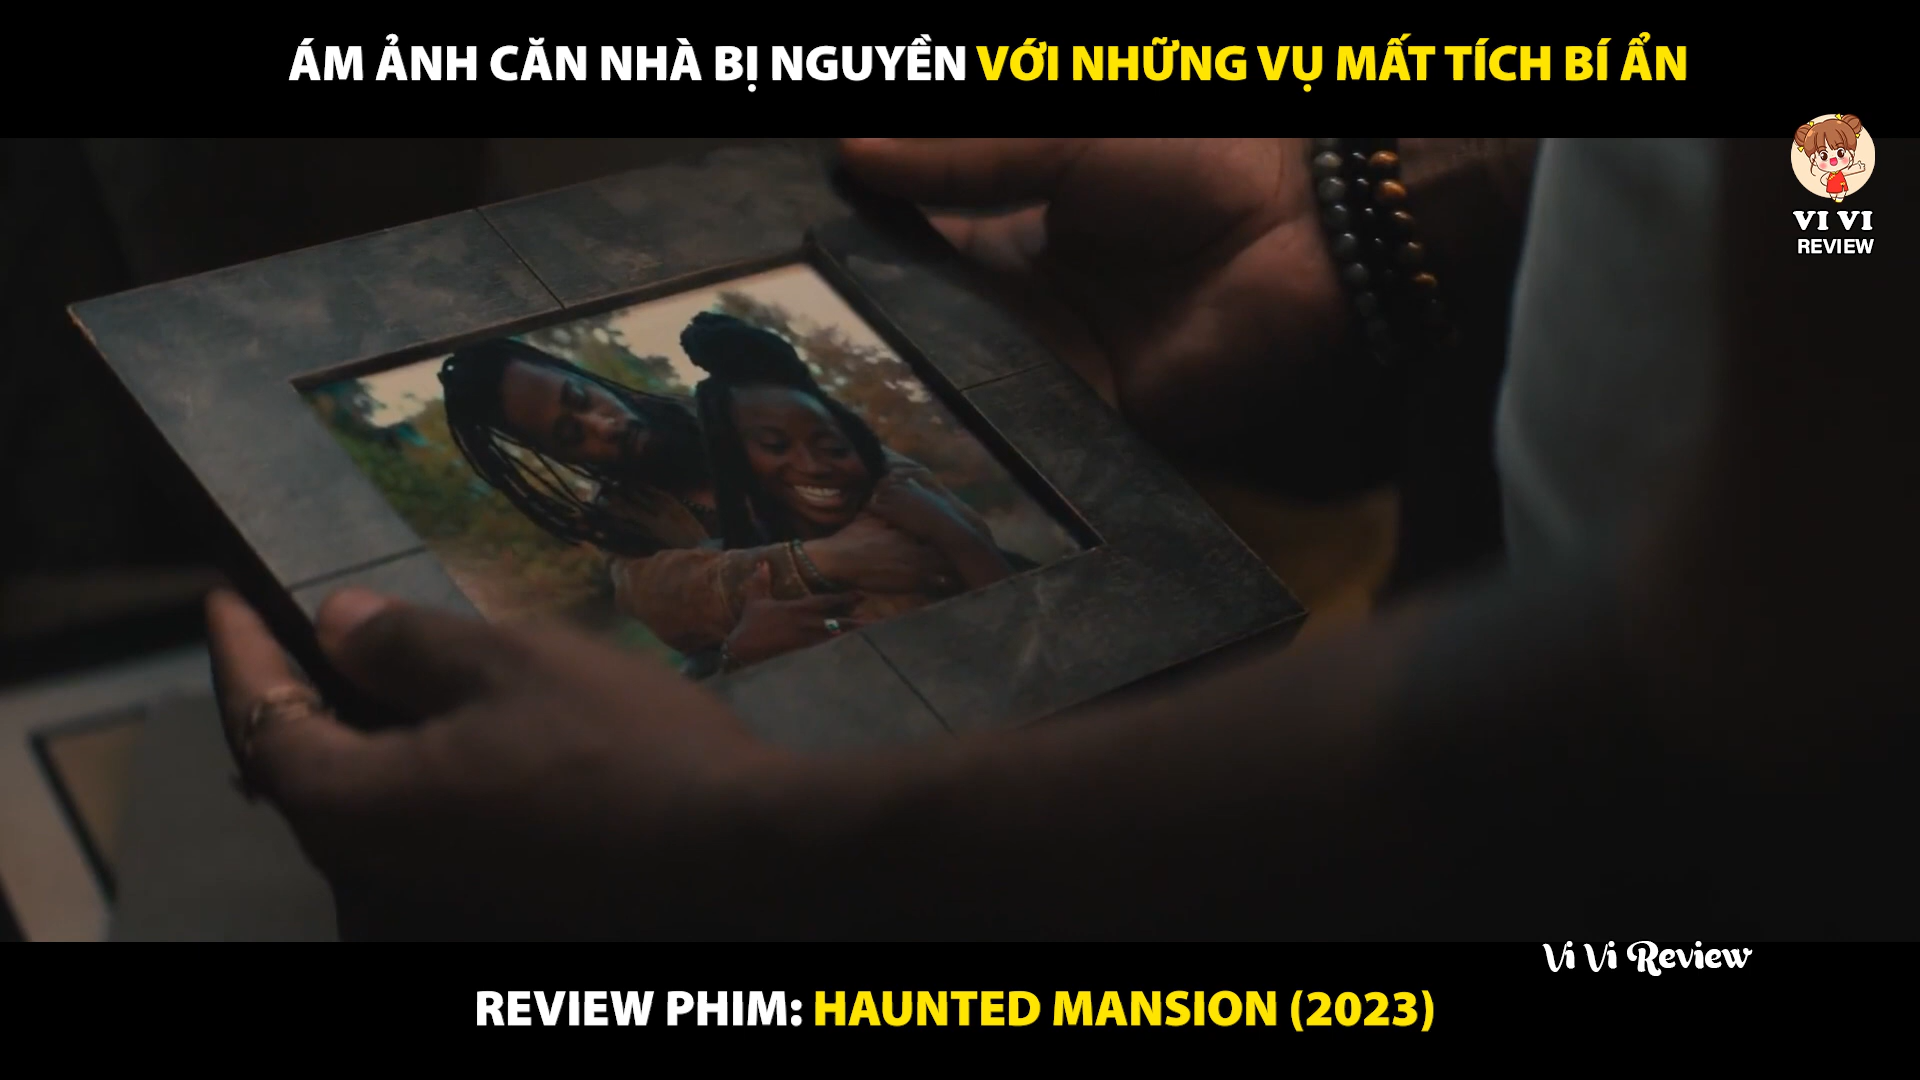 ÁM ẢNH CĂN NHÀ BỊ NGUYỀN VỚI NHỮNG VỤ MẤT TÍCH BÍ ẨN
VI VI
REVIEW
Vi Vi Review
REVIEW PHIM: HAUNTED MANSION (2023)